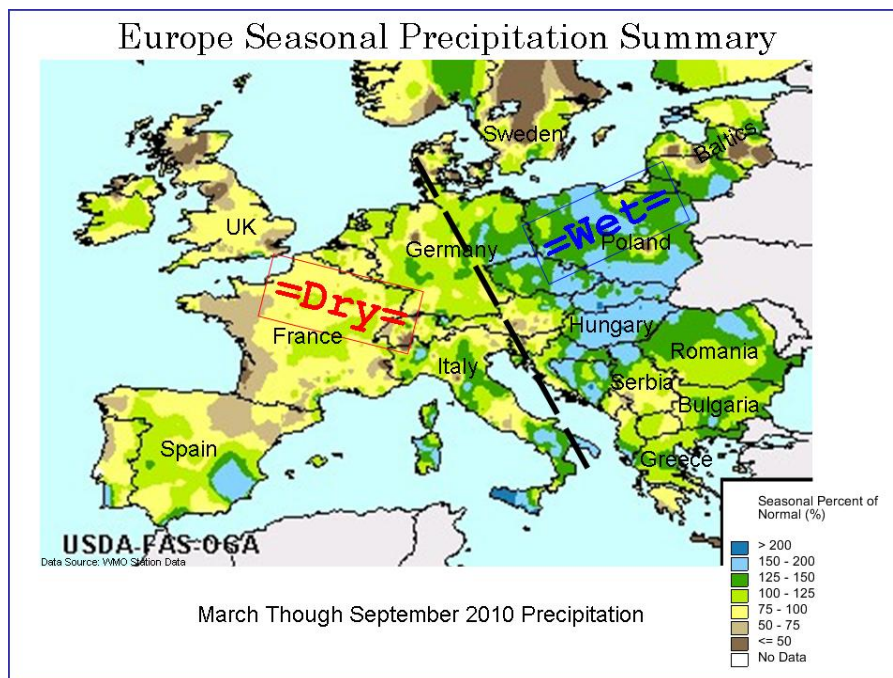 Europe Seasonal Precipitation Summary
Sweden
Baltics
UK
=Wet=
Germany
Poland
=Dry=
France
Hungary
Romania
Italy
Serbia
Bulgaria
Spain
Greece
USDA-FAS-OGA
Data Source: WMO Station Data
Seasonal Percent of
Normal (%)
> 200
150 - 200
125 - 150
100 - 125
75 - 100
50 - 75
<= 50
No Data
March Though September 2010 Precipitation